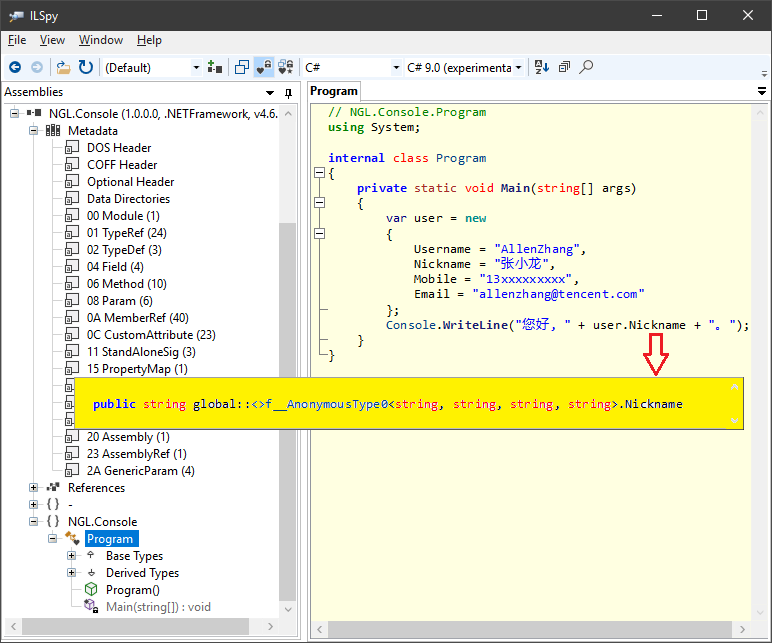 ILSpy
File View Window Help
(Default) C# C# 9.0 (experimenta
Assemblies
NGL.Console (1.0.0.0, .NETFramework, v4.6.
Metadata
DOS Header
COFF Header
Optional Header
Data Directories
00 Module (1)
01 TypeRef (24)
02 TypeDef (3)
04 Field (4)
06 Method (10)
08 Param (6)
0A MemberRef (40)
0C CustomAttribute (23)
11 StandAloneSig (3)
15 PropertyMap (1)
20 Assembly (1)
23 AssemblyRef (1)
2A GenericParam (4)
References
{ } -
{ } NGL.Console
Program
Base Types
Derived Types
Program()
Main(string[]) : void
Program
// NGL.Console.Program
using System;
internal class Program
{
private static void Main(string[] args)
{
var user = new
{
Username = "AllenZhang",
Nickname = "张小龙",
Mobile = "13xxxxxxxxx",
Email = "allenzhang@tencent.com"
};
Console.WriteLine("您好, " + user.Nickname + "。");
}
}
public string global::<>f__AnonymousType0<string, string, string, string>.Nickname